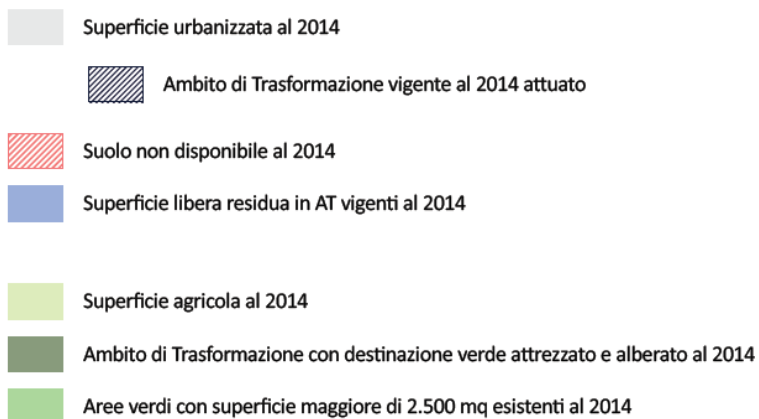 Superficie urbanizzata al 2014
Ambito di Trasformazione vigente al 2014 attuato
Suolo non disponibile al 2014
Superficie libera residua in AT vigenti al 2014
Superficie agricola al 2014
Ambito di Trasformazione con destinazione verde attrezzato e alberato al 2014
Aree verdi con superficie maggiore di 2.500 mq esistenti al 2014